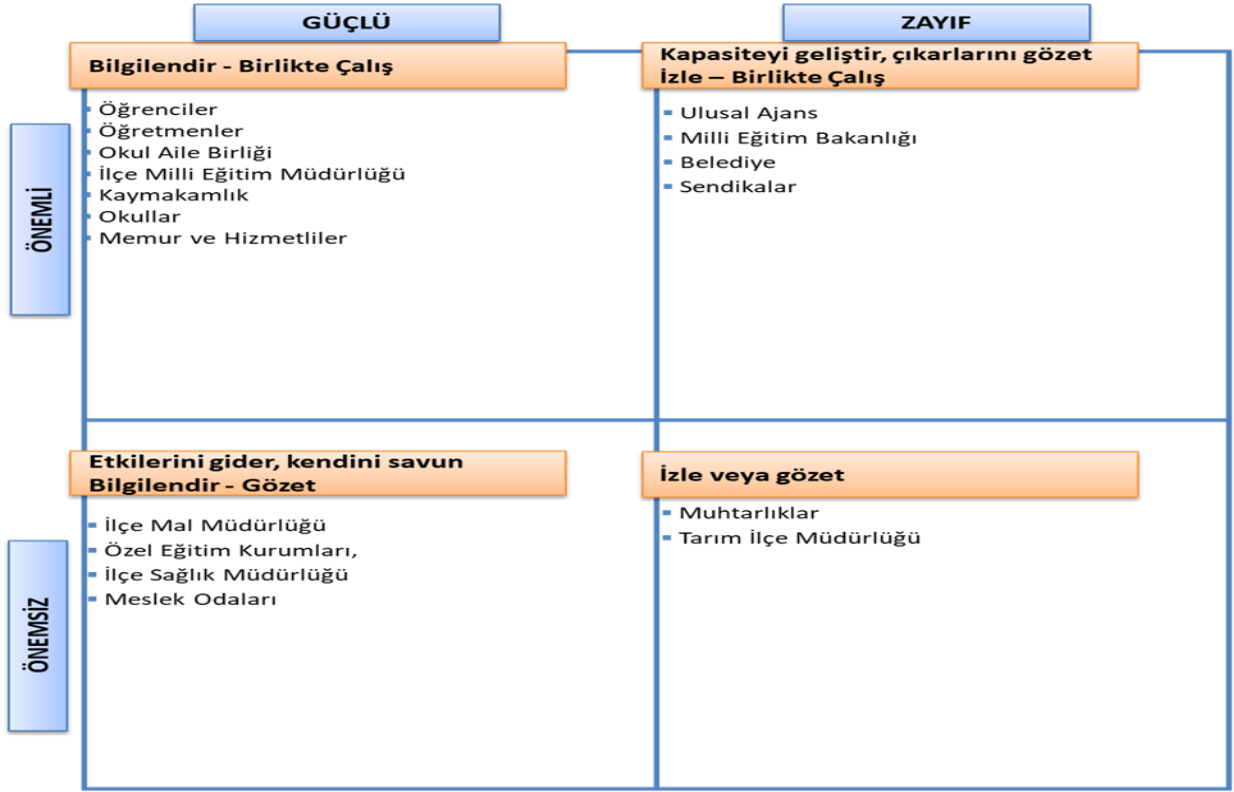 GÜÇLÜ
ZAYIF
ÖNEMLİ
Bilgilendir - Birlikte Çalış
Öğrenciler
Öğretmenler
Okul Aile Birliği
İlçe Milli Eğitim Müdürlüğü
Kaymakamlık
Okullar
Memur ve Hizmetliler
Kapasiteyi geliştir, çıkarlarını gözet
İzle – Birlikte Çalış
Ulusal Ajans
Milli Eğitim Bakanlığı
Belediye
Sendikalar
ÖNEMSİZ
Etkilerini gider, kendini savun
Bilgilendir - Gözet
İlçe Mal Müdürlüğü
Özel Eğitim Kurumları,
İlçe Sağlık Müdürlüğü
Meslek Odaları
İzle veya gözet
Muhtarlıklar
Tarım İlçe Müdürlüğü